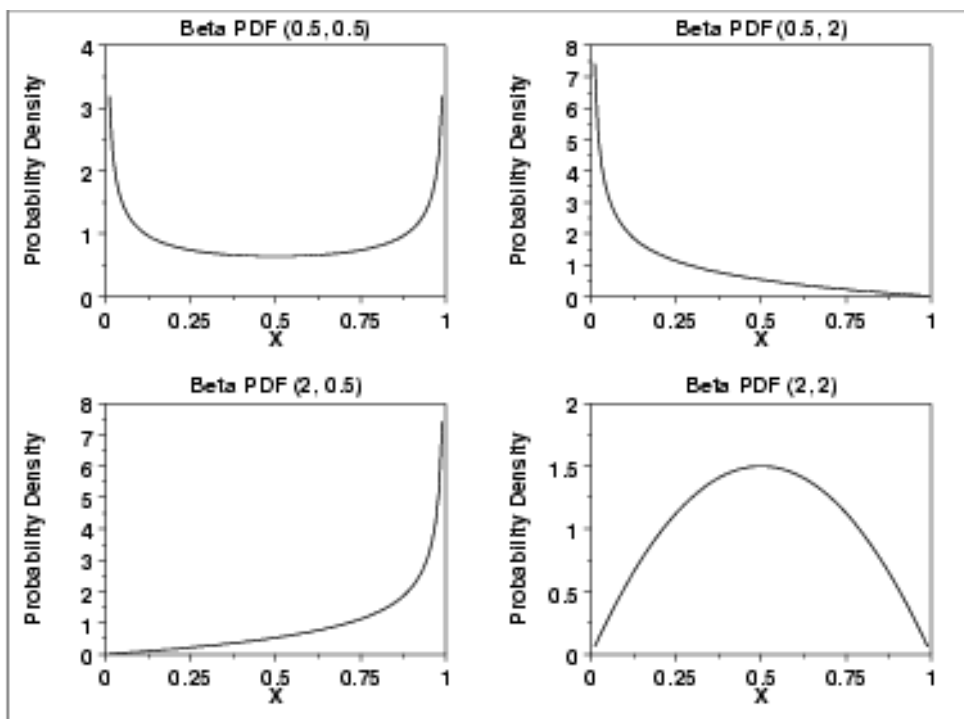 Beta PDF (0.5, 0.5)
Probability Density
4
3
2
1
0
0 0.25 0.5 0.75 1
X
Beta PDF (0.5, 2)
Probability Density
8
7
6
5
4
3
2
1
0
0 0.25 0.5 0.75 1
X
Beta PDF (2, 0.5)
Probability Density
8
7
6
5
4
3
2
1
0
0 0.25 0.5 0.75 1
X
Beta PDF (2, 2)
Probability Density
2
1.5
1
0.5
0
0 0.25 0.5 0.75 1
X